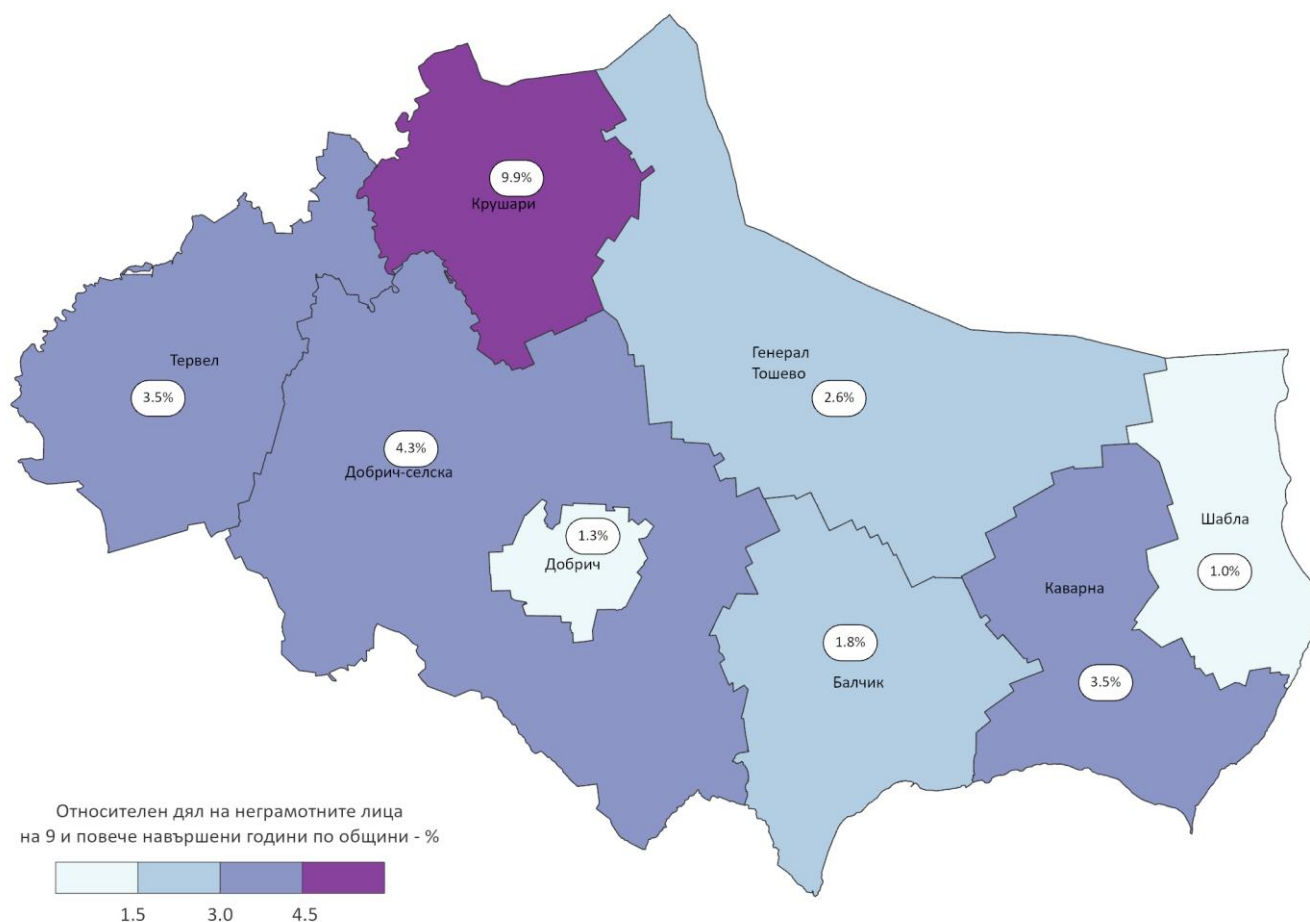 9.9%
Крушари
Тервел
3.5%
Генерал
Тошево
2.6%
4.3%
Добрич-селска
1.3%
Добрич
Шабла
1.0%
Каварна
3.5%
1.8%
Балчик
Относителен дял на неграмотните лица
на 9 и повече навършени години по общини - %
1.5 3.0 4.5